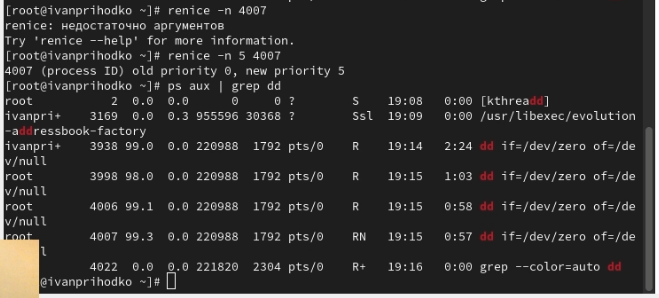 [root@ivanprihodko ~]# renice -n 4007
renice: недостаточно аргументов
Try 'renice --help' for more information.
[root@ivanprihodko ~]# renice -n 5 4007
4007 (process ID) old priority 0, new priority 5
[root@ivanprihodko ~]# ps aux | grep dd
root 2 0.0 0.0 0 0 ? S 19:08 0:00 [kthreadd]
ivanpri+ 3169 0.0 0.3 955596 30368 ? Ssl 19:09 0:00 /usr/libexec/evolution
-addressbook-factory
ivanpri+ 3938 99.0 0.0 220988 1792 pts/0 R 19:14 2:24 dd if=/dev/zero of=/de
v/null
root 3998 98.0 0.0 220988 1792 pts/0 R 19:15 1:03 dd if=/dev/zero of=/de
v/null
root 4006 99.1 0.0 220988 1792 pts/0 R 19:15 0:58 dd if=/dev/zero of=/de
v/null
root 4007 99.3 0.0 220988 1792 pts/0 RN 19:15 0:57 dd if=/dev/zero of=/de
l
4022 0.0 0.0 221820 2304 pts/0 R+ 19:16 0:00 grep --color=auto dd
@ivanprihodko ~]#